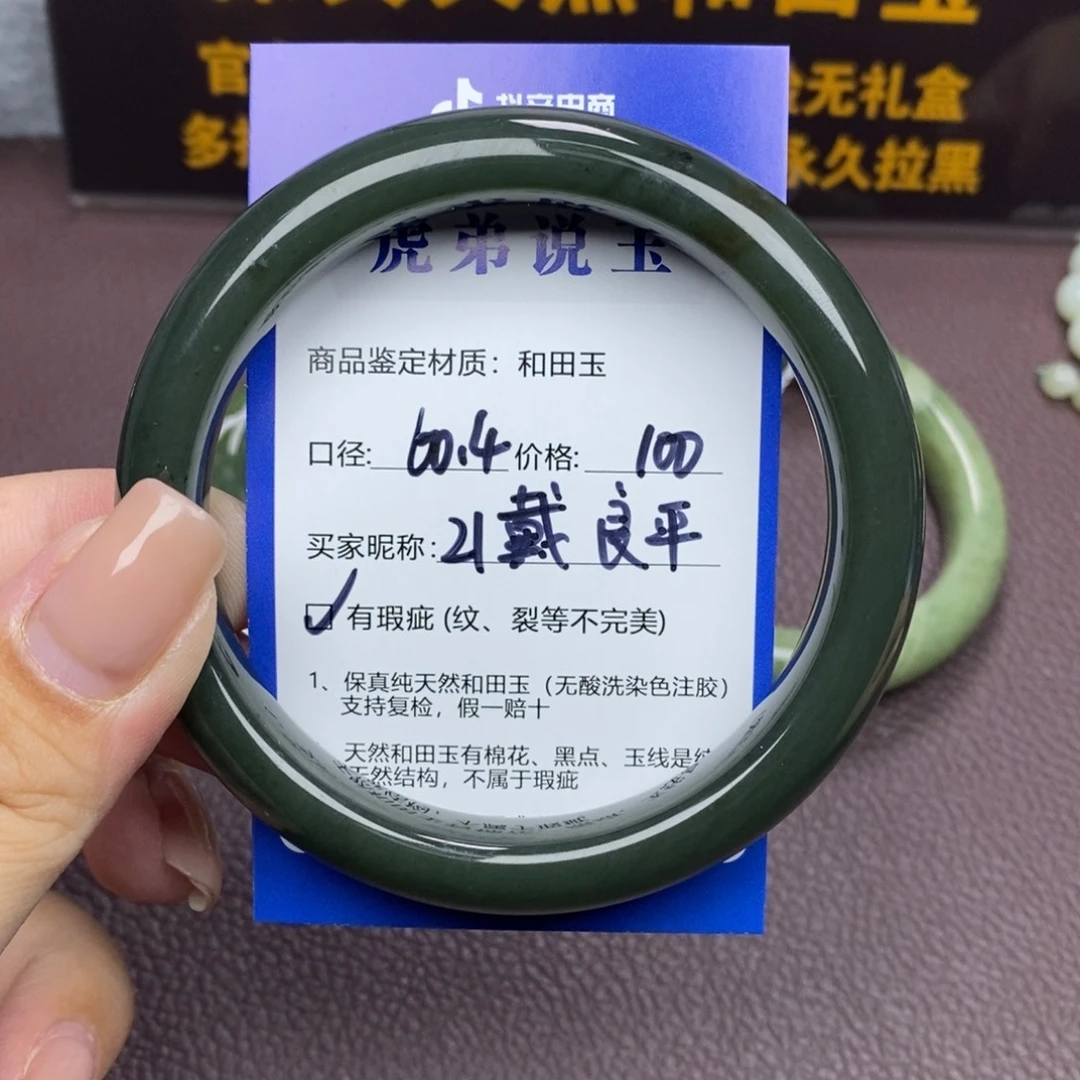 官
无礼盒
多
永久拉黑
抖音电商
虎弟说玉
商品鉴定材质：和田玉
口径: 60.4 价格: 100
买家昵称: 21戴良平
有瑕疵 (纹、裂等不完美)
1、保真纯天然和田玉（无酸洗染色注胶）
支持复检，假一赔十
天然和田玉有棉花、黑点、玉线是
天然结构，不属于瑕疵